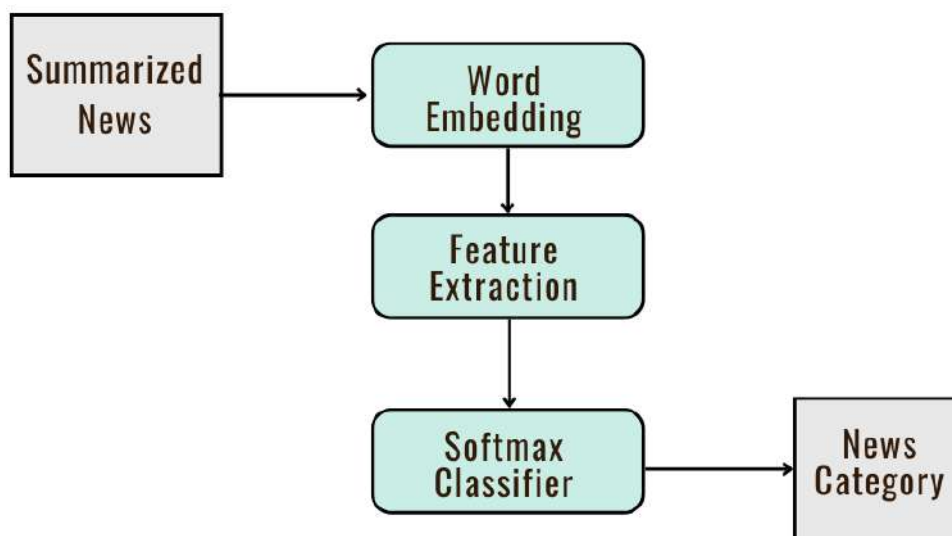 Summarized
News
Word
Embedding
Feature
Extraction
Softmax
Classifier
News
Category